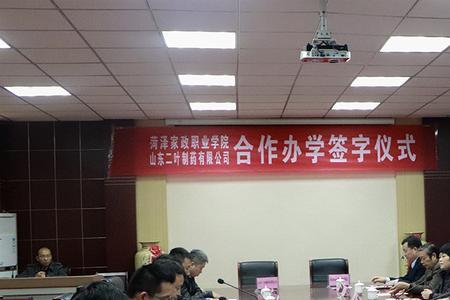 菏泽家政职业学院
山东二叶制药有限公司
合作办学签字仪式